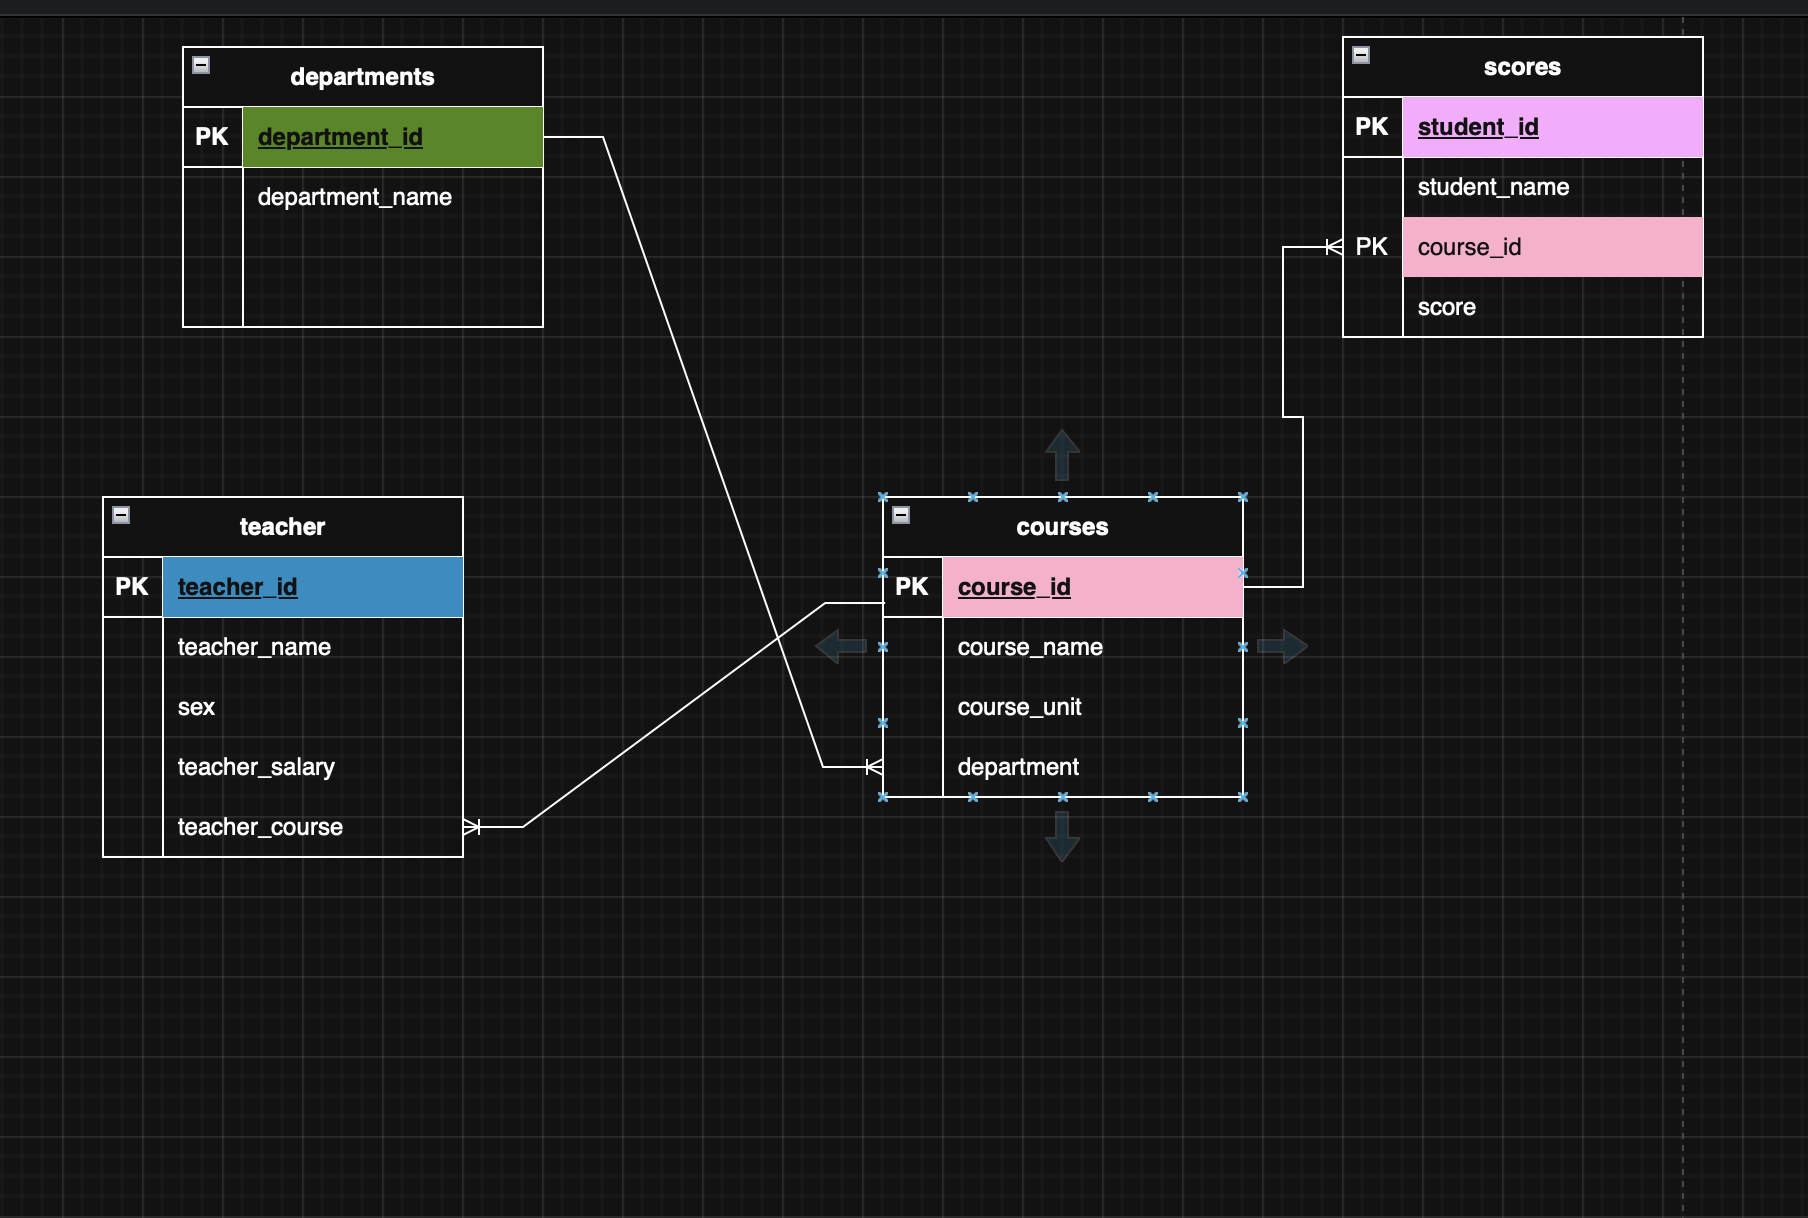 departments
PK department_id
department_name
scores
PK student_id
student_name
PK course_id
score
teacher
PK teacher_id
teacher_name
sex
teacher_salary
teacher_course
courses
PK course_id
course_name
course_unit
department